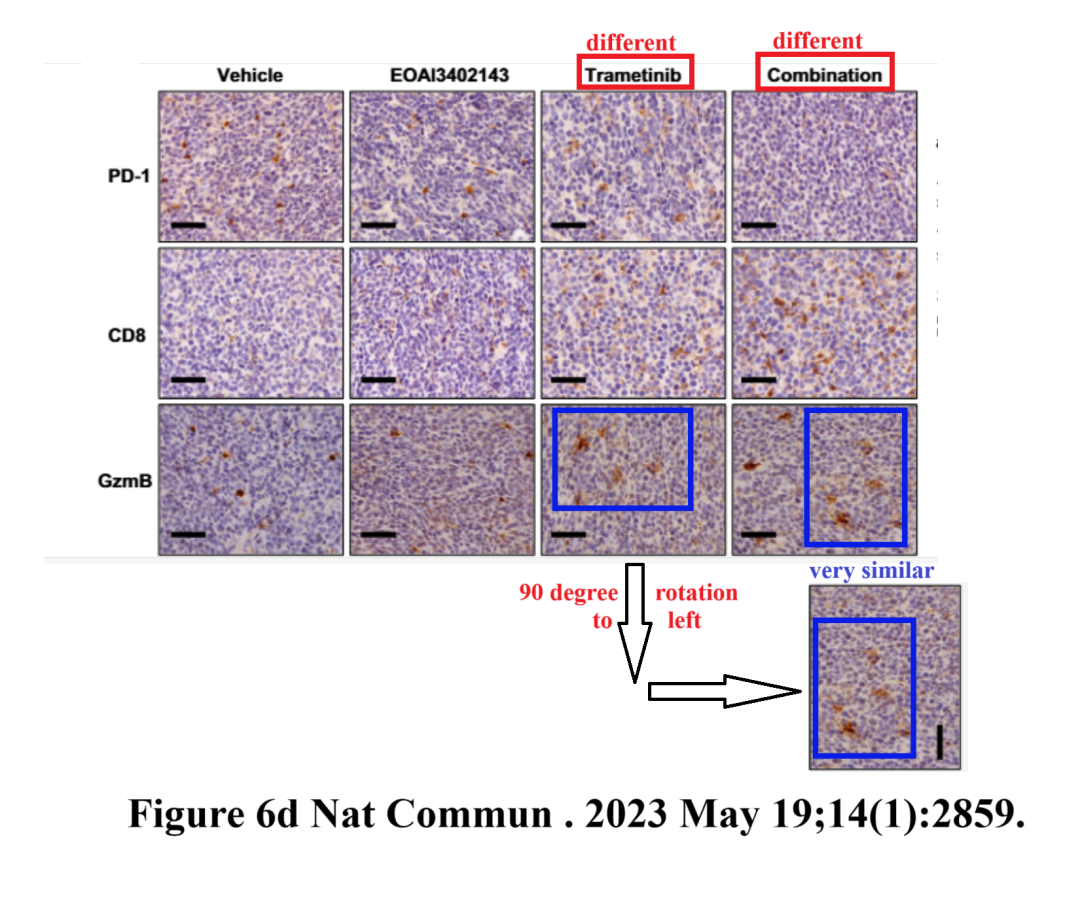 different
different
Vehicle
EOAI3402143
Trametinib
Combination
PD-1
CD8
GzmB
very similar
90 degree rotation
to left
Figure 6d Nat Commun . 2023 May 19;14(1):2859.